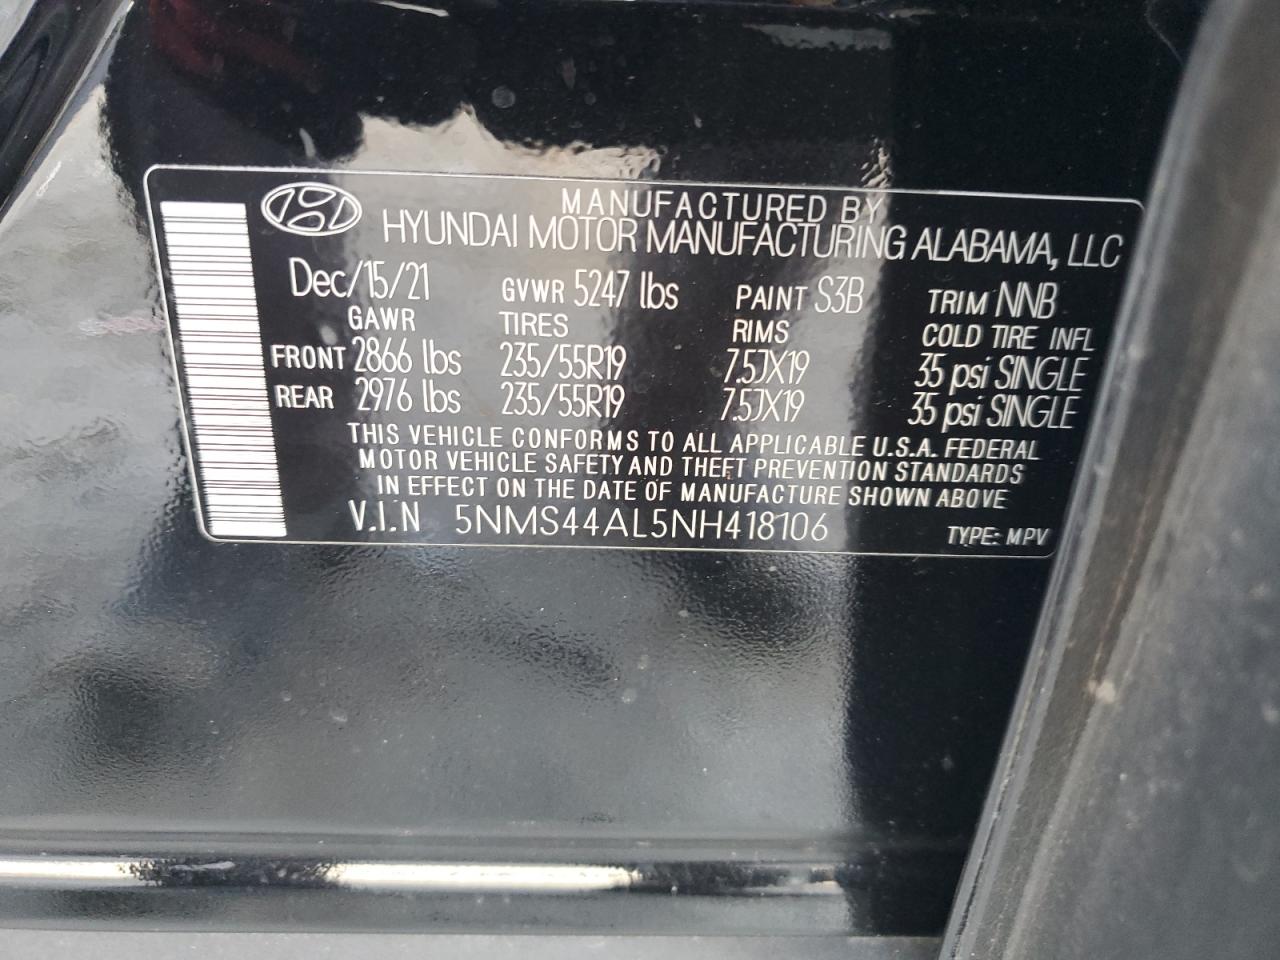 MANUFACTURED BY
HYUNDAI MOTOR MANUFACTURING ALABAMA, LLC
Dec/15/21 GVWR 5247 lbs PAINT S3B TRIM NNB
GAWR TIRES RIMS COLD TIRE INFL
FRONT 2866 lbs 235/55R19 7.5JX19 35 psi SINGLE
REAR 2976 lbs 235/55R19 7.5JX19 35 psi SINGLE
THIS VEHICLE CONFORMS TO ALL APPLICABLE U.S.A. FEDERAL
MOTOR VEHICLE SAFETY AND THEFT PREVENTION STANDARDS
IN EFFECT ON THE DATE OF MANUFACTURE SHOWN ABOVE
V.I.N 5NMS44AL5NH418106 TYPE: MPV